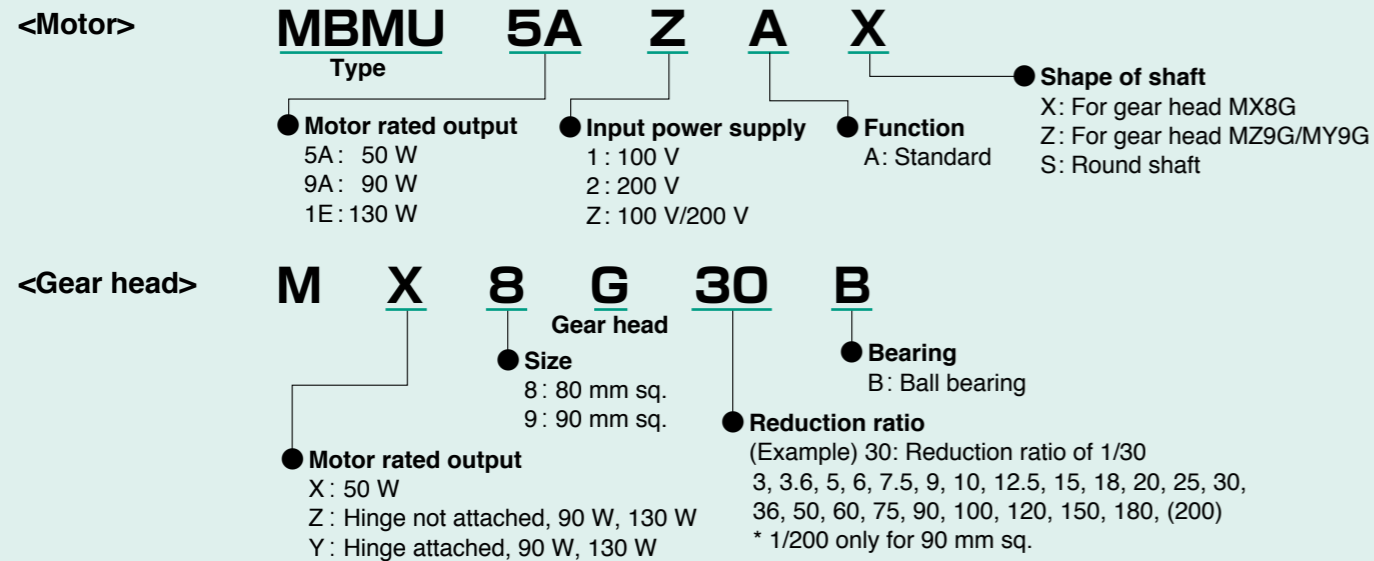 <Motor>
MBMU 5A Z A X
Type
Motor rated output
5A: 50 W
9A: 90 W
1E: 130 W
Input power supply
1: 100 V
2: 200 V
Z: 100 V/200 V
Function
A: Standard
Shape of shaft
X: For gear head MX8G
Z: For gear head MZ9G/MY9G
S: Round shaft
<Gear head>
M X 8 G 30 B
Gear head
Size
8: 80 mm sq.
9: 90 mm sq.
Motor rated output
X: 50 W
Z: Hinge not attached, 90 W, 130 W
Y: Hinge attached, 90 W, 130 W
Bearing
B: Ball bearing
Reduction ratio
(Example) 30: Reduction ratio of 1/30
3, 3.6, 5, 6, 7.5, 9, 10, 12.5, 15, 18, 20, 25, 30,
36, 50, 60, 75, 90, 100, 120, 150, 180, (200)
* 1/200 only for 90 mm sq.